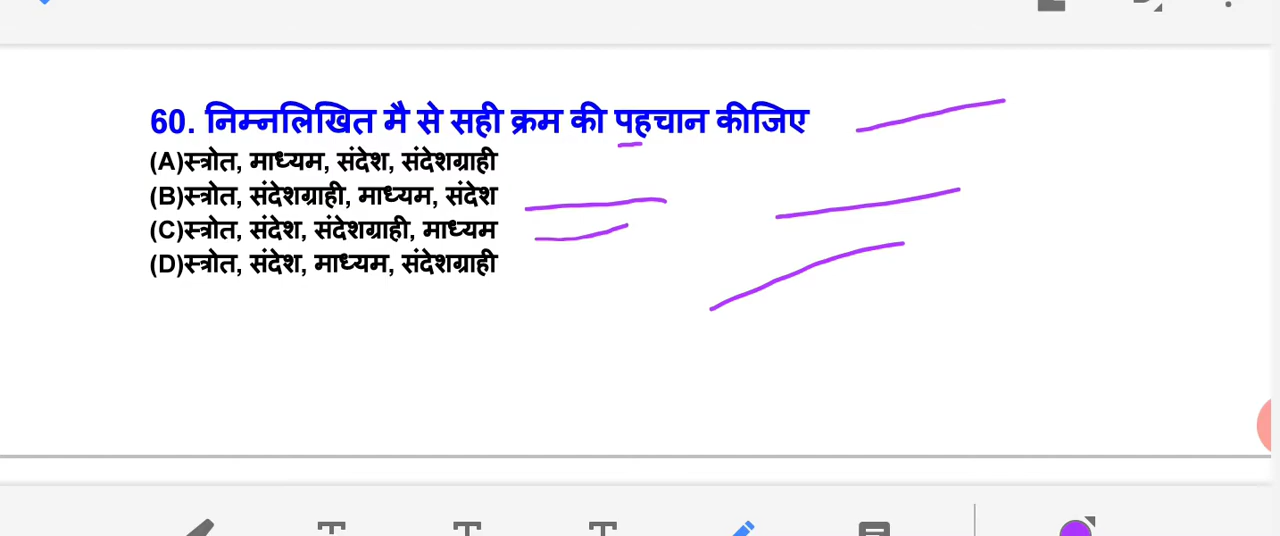 60. निम्नलिखित मै से सही क्रम की पहचान कीजिए
(A)स्त्रोत, माध्यम, संदेश, संदेशग्राही
(B)स्त्रोत, संदेशग्राही, माध्यम, संदेश
(C)स्त्रोत, संदेश, संदेशग्राही, माध्यम
(D)स्त्रोत, संदेश, माध्यम, संदेशग्राही